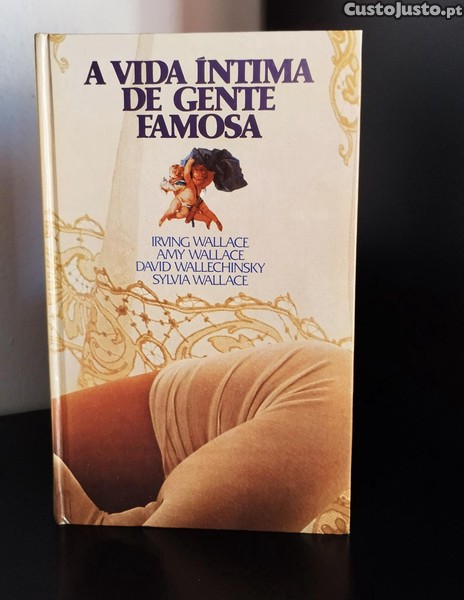 CustoJusto.pt
A VIDA ÍNTIMA
DE GENTE
FAMOSA
IRVING WALLACE
AMY WALLACE
DAVID WALLECHINSKY
SYLVIA WALLACE